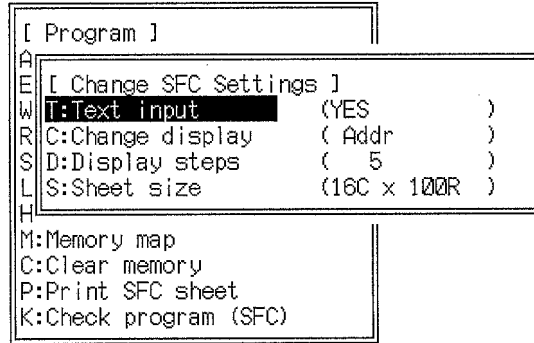 [ Program ]
A
E [ Change SFC Settings ]
W T:Text input (YES )
R C:Change display ( Addr )
S D:Display steps ( 5 )
L S:Sheet size (16C x 100R )
H
M:Memory map
C:Clear memory
P:Print SFC sheet
K:Check program (SFC)